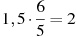 1,5 · 6/5 = 2